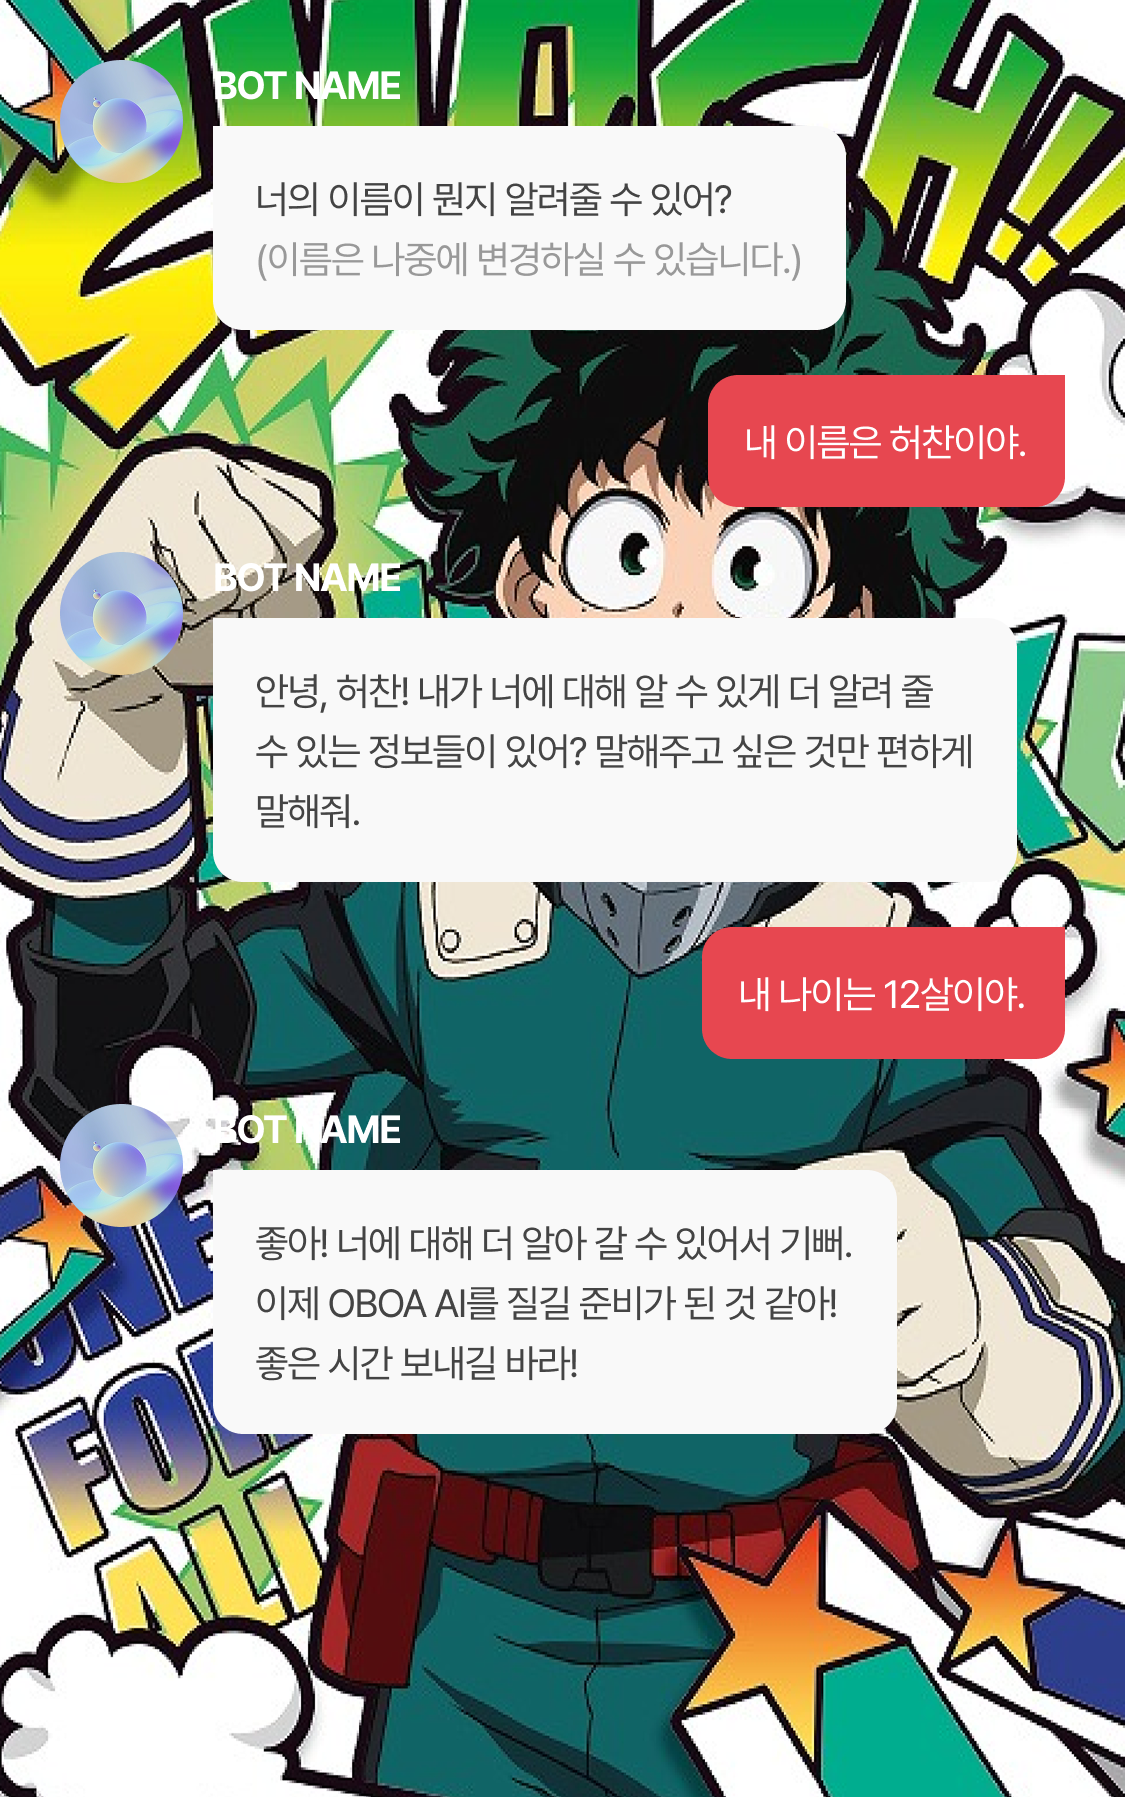 SMASH!!
BOT NAME
너의 이름이 뭔지 알려줄 수 있어?
(이름은 나중에 변경하실 수 있습니다.)
내 이름은 허찬이야.
BOT NAME
안녕, 허찬! 내가 너에 대해 알 수 있게 더 알려 줄
수 있는 정보들이 있어? 말해주고 싶은 것만 편하게
말해줘.
내 나이는 12살이야.
BOT NAME
좋아! 너에 대해 더 알아 갈 수 있어서 기뻐.
이제 OBOA AI를 질길 준비가 된 것 같아!
좋은 시간 보내길 바라!
ONE
FOR
ALL